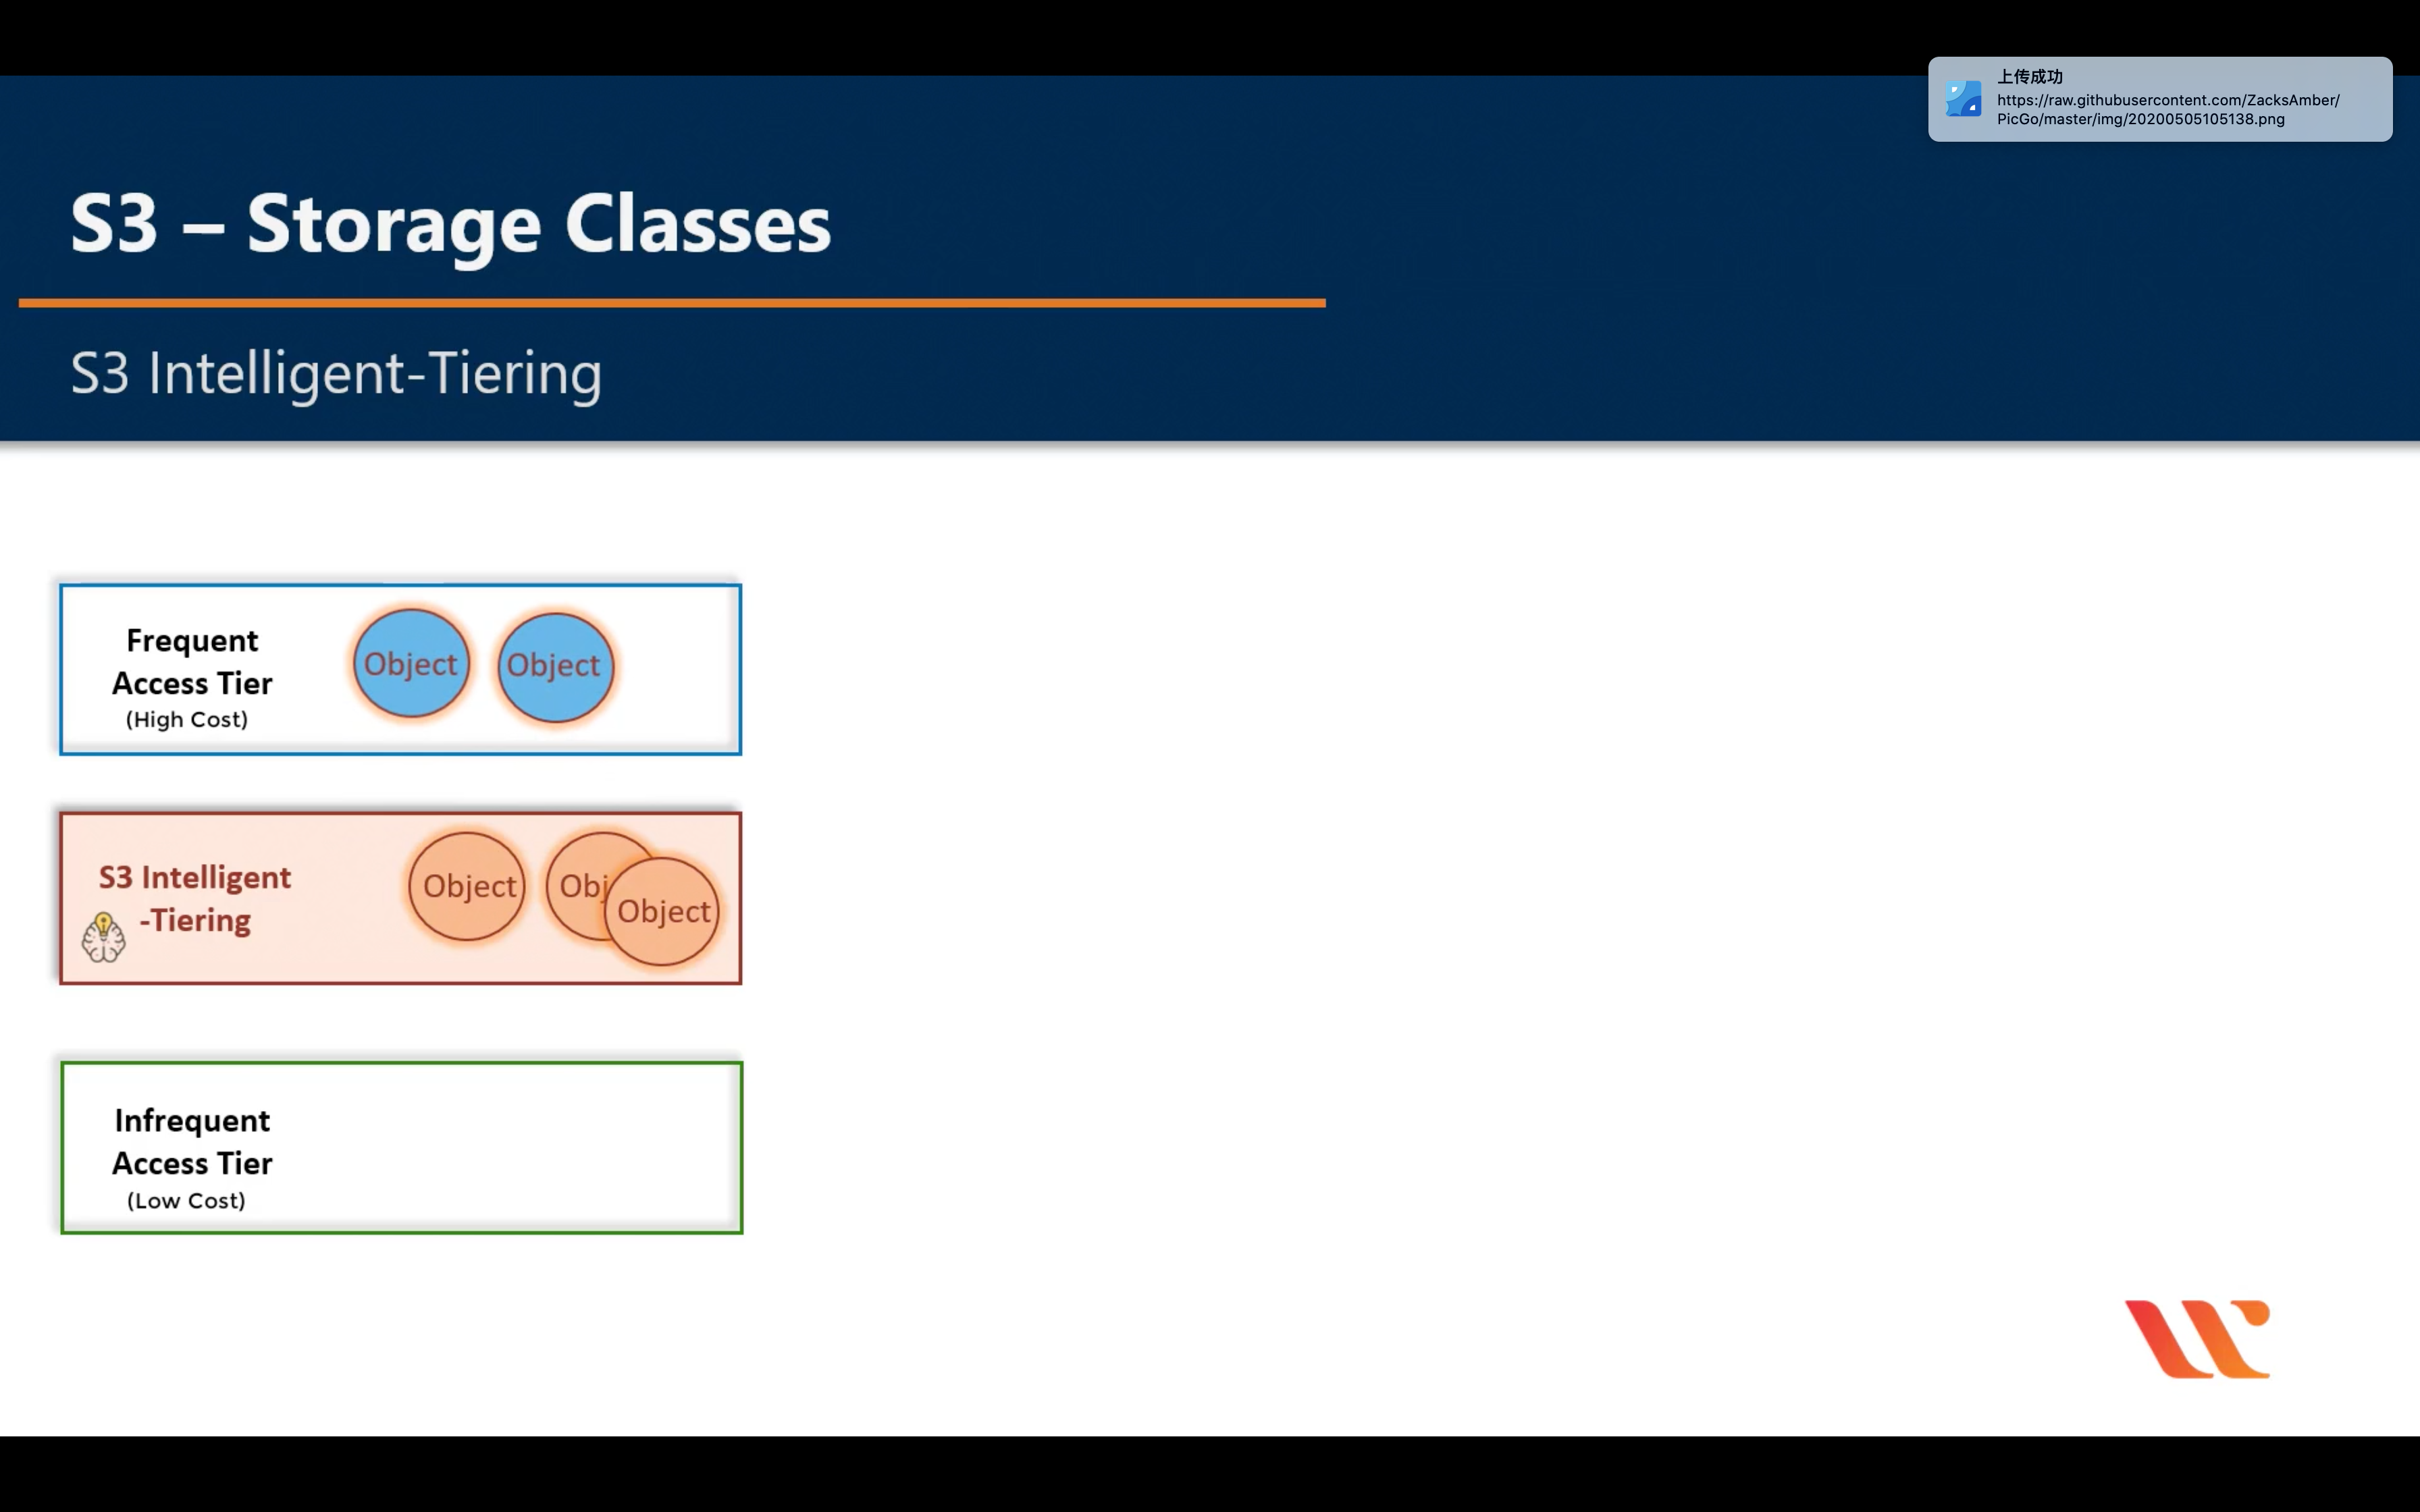 上传成功
https://raw.githubusercontent.com/ZacksAmber/
PicGo/master/img/20200505105138.png
S3 – Storage Classes
S3 Intelligent-Tiering
Frequent
Access Tier
(High Cost)
Object
Object
S3 Intelligent
-Tiering
Object
Obj
Object
Infrequent
Access Tier
(Low Cost)